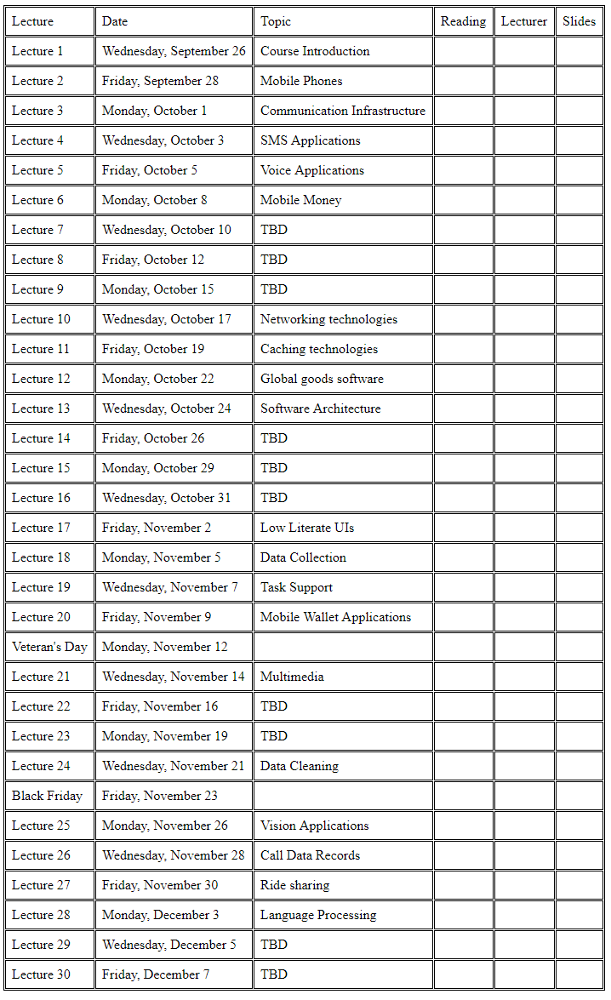 Lecture Date Topic Reading Lecturer Slides
Lecture 1 Wednesday, September 26 Course Introduction
Lecture 2 Friday, September 28 Mobile Phones
Lecture 3 Monday, October 1 Communication Infrastructure
Lecture 4 Wednesday, October 3 SMS Applications
Lecture 5 Friday, October 5 Voice Applications
Lecture 6 Monday, October 8 Mobile Money
Lecture 7 Wednesday, October 10 TBD
Lecture 8 Friday, October 12 TBD
Lecture 9 Monday, October 15 TBD
Lecture 10 Wednesday, October 17 Networking technologies
Lecture 11 Friday, October 19 Caching technologies
Lecture 12 Monday, October 22 Global goods software
Lecture 13 Wednesday, October 24 Software Architecture
Lecture 14 Friday, October 26 TBD
Lecture 15 Monday, October 29 TBD
Lecture 16 Wednesday, October 31 TBD
Lecture 17 Friday, November 2 Low Literate UIs
Lecture 18 Monday, November 5 Data Collection
Lecture 19 Wednesday, November 7 Task Support
Lecture 20 Friday, November 9 Mobile Wallet Applications
Veteran's Day Monday, November 12
Lecture 21 Wednesday, November 14 Multimedia
Lecture 22 Friday, November 16 TBD
Lecture 23 Monday, November 19 TBD
Lecture 24 Wednesday, November 21 Data Cleaning
Black Friday Friday, November 23
Lecture 25 Monday, November 26 Vision Applications
Lecture 26 Wednesday, November 28 Call Data Records
Lecture 27 Friday, November 30 Ride sharing
Lecture 28 Monday, December 3 Language Processing
Lecture 29 Wednesday, December 5 TBD
Lecture 30 Friday, December 7 TBD